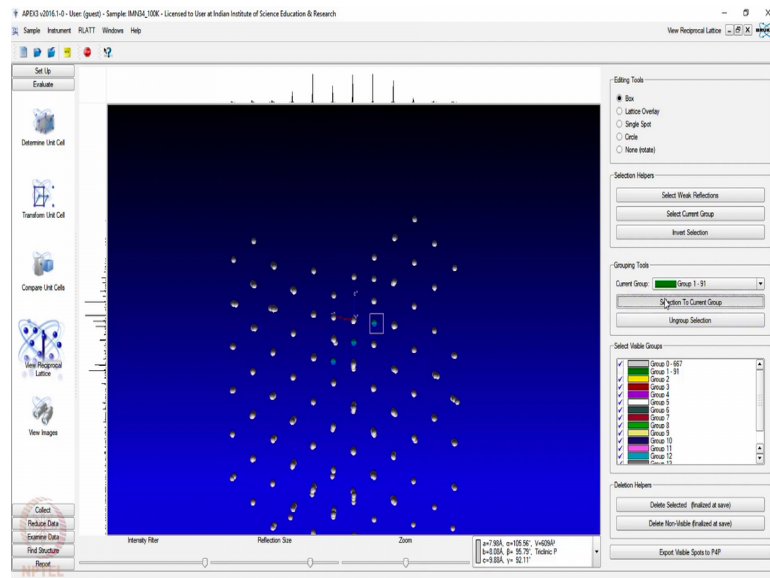 APEX3 v2016.1-0 - User: (guest) - Sample: IMN34_100K - Licensed to User at Indian Institute of Science Education & Research
Sample Instrument RLATT Windows Help
View Reciprocal Lattice
Set Up
Evaluate
Determine Unit Cell
Transform Unit Cell
Compare Unit Cells
View Reciprocal Lattice
View Images
Collect
Reduce Data
Examine Data
Find Structure
Report
NPTEL
Intensity Filter
Reflection Size
Zoom
a=7.98Å, α=105.56°, V=609Å³
b=8.08Å, β= 95.79°, Triclinic P
c=9.88Å, γ= 92.11°
Editing Tools
Box
Lattice Overlay
Single Spot
Circle
None (rotate)
Selection Helpers
Select Weak Reflections
Select Current Group
Invert Selection
Grouping Tools
Current Group: Group 1 - 91
Selection To Current Group
Ungroup Selection
Select Visible Groups
Group 0 - 667
Group 1 - 91
Group 2
Group 3
Group 4
Group 5
Group 6
Group 7
Group 8
Group 9
Group 10
Group 11
Group 12
Group 13
Deletion Helpers
Delete Selected (finalized at save)
Delete Non-Visible (finalized at save)
Export Visible Spots to P4P